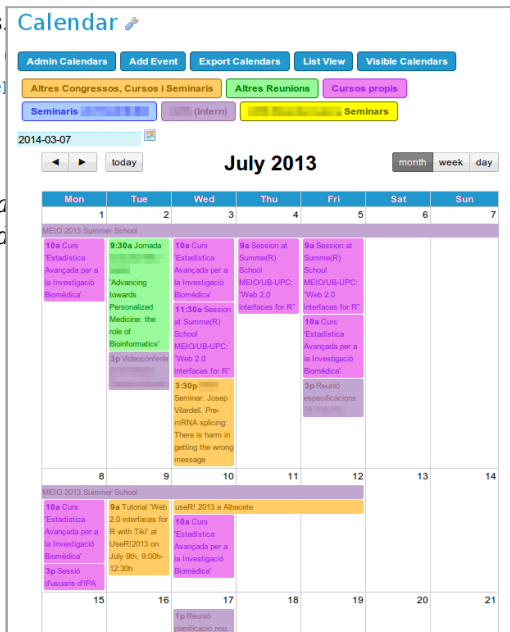 Calendar
Admin Calendars Add Event Export Calendars List View Visible Calendars
Altres Congressos, Cursos i Seminaris Altres Reunions Cursos propis
Seminaris (Intern) Seminars
2014-03-07
today July 2013 month week day
Mon Tue Wed Thu Fri Sat Sun
1 2 3 4 5 6 7
MEIO 2013 Summer School
10a Curs
'Estadística
Avançada per a
la Investigació
Biomèdica'
9:30a Jornada
'Advancing
towards
Personalized
Medicine: the
role of
Bioinformatics'
3p Videoconferèn
10a Curs
'Estadística
Avançada per a
la Investigació
Biomèdica'
11:30a Session
at Summe(R)
School
MEIO/UB-UPC:
"Web 2.0
interfaces for R"
3:30p
Seminar. Josep
Vilardell. Pre-
mRNA splicing:
There is harm in
getting the wrong
message
9a Session at
Summe(R)
School
MEIO/UB-UPC:
"Web 2.0
interfaces for R"
9a Session at
Summe(R)
School
MEIO/UB-UPC:
"Web 2.0
interfaces for R"
10a Curs
'Estadística
Avançada per a
la Investigació
Biomèdica'
3p Reunió
especificacions
8 9 10 11 12 13 14
MEIO 2013 Summer School
10a Curs
'Estadística
Avançada per a
la Investigació
Biomèdica'
3p Sessió
d'usuaris d'IPA
9a Tutorial 'Web
2.0 interfaces for
R with Tiki' at
UseR!2013 on
July 9th, 9:00h-
12:30h
useR! 2013 a Albacete
10a Curs
'Estadística
Avançada per a
la Investigació
Biomèdica'
15 16 17 18 19 20 21
1p Reunió
planificació nou